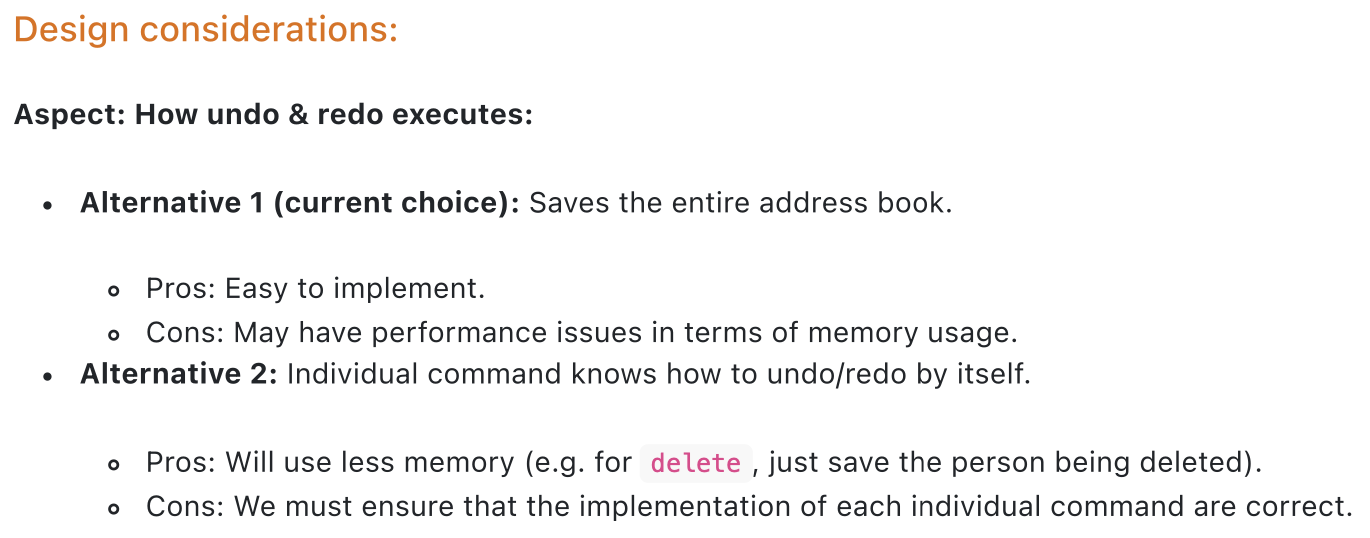 Design considerations:
Aspect: How undo & redo executes:
• Alternative 1 (current choice): Saves the entire address book.
◦ Pros: Easy to implement.
◦ Cons: May have performance issues in terms of memory usage.
• Alternative 2: Individual command knows how to undo/redo by itself.
◦ Pros: Will use less memory (e.g. for delete, just save the person being deleted).
◦ Cons: We must ensure that the implementation of each individual command are correct.